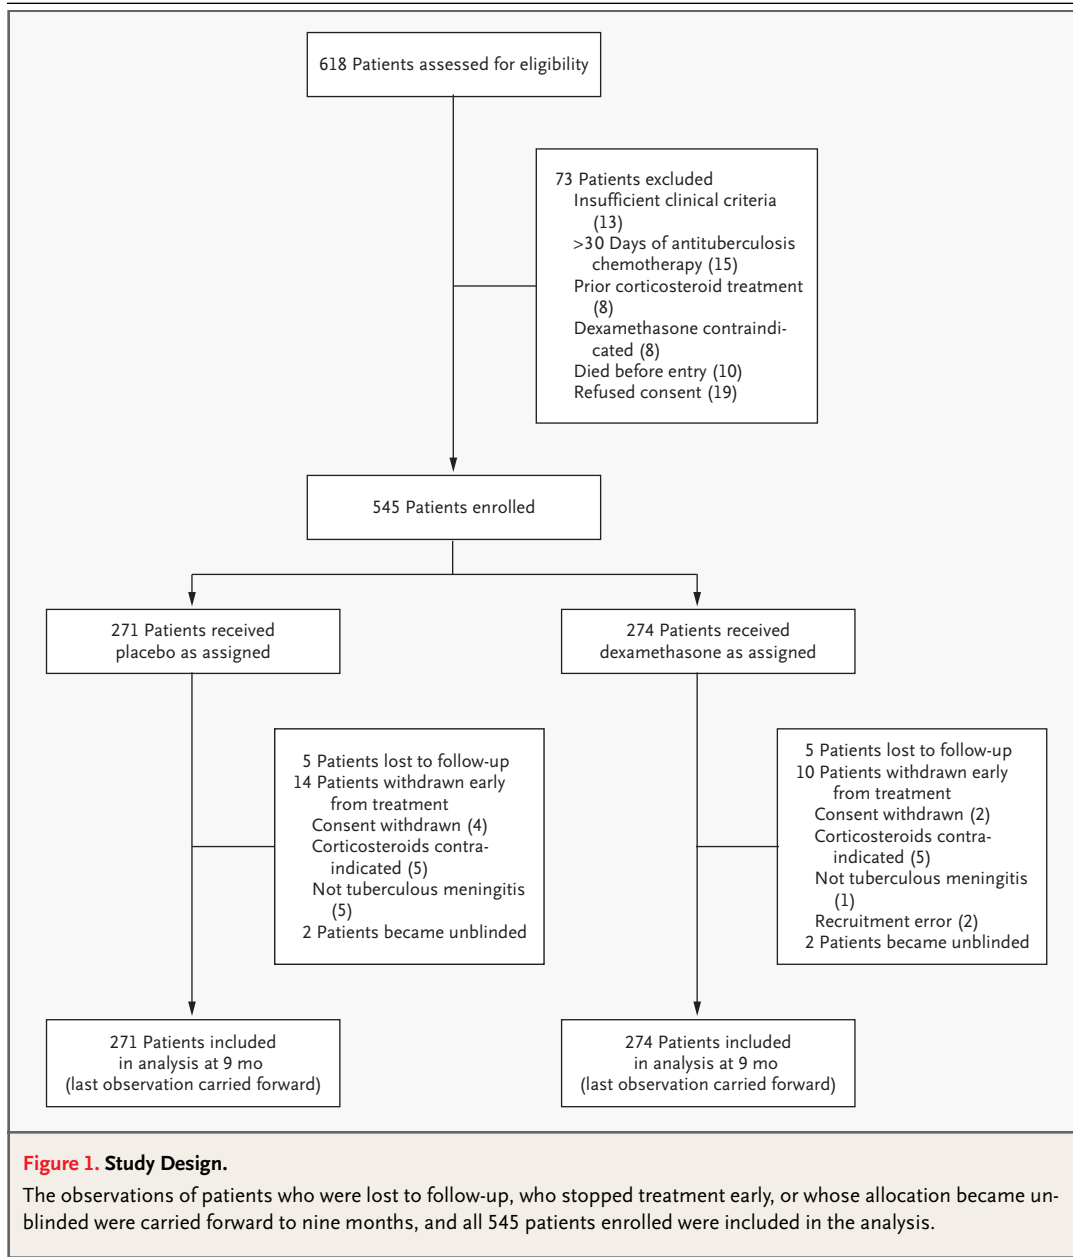 618 Patients assessed for eligibility
73 Patients excluded
Insufficient clinical criteria
(13)
>30 Days of antituberculosis
chemotherapy (15)
Prior corticosteroid treatment
(8)
Dexamethasone contraindi-
cated (8)
Died before entry (10)
Refused consent (19)
545 Patients enrolled
271 Patients received
placebo as assigned
274 Patients received
dexamethasone as assigned
5 Patients lost to follow-up
14 Patients withdrawn early
from treatment
Consent withdrawn (4)
Corticosteroids contra-
indicated (5)
Not tuberculous meningitis
(5)
2 Patients became unblinded
5 Patients lost to follow-up
10 Patients withdrawn early
from treatment
Consent withdrawn (2)
Corticosteroids contra-
indicated (5)
Not tuberculous meningitis
(1)
Recruitment error (2)
2 Patients became unblinded
271 Patients included
in analysis at 9 mo
(last observation carried forward)
274 Patients included
in analysis at 9 mo
(last observation carried forward)
Figure 1. Study Design.
The observations of patients who were lost to follow-up, who stopped treatment early, or whose allocation became un-
blinded were carried forward to nine months, and all 545 patients enrolled were included in the analysis.